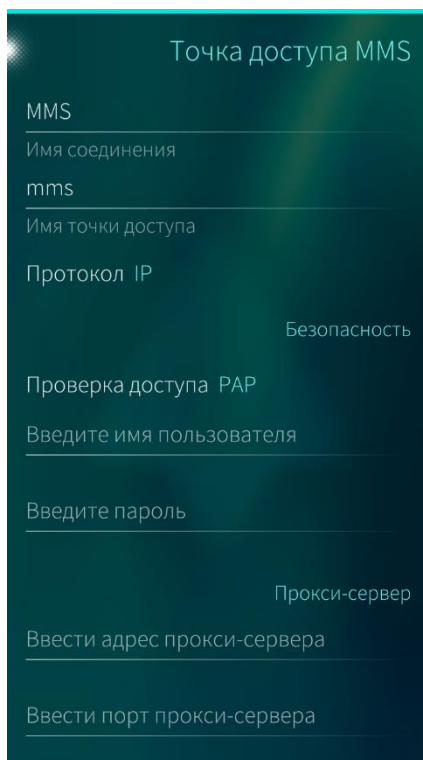 Точка доступа MMS
MMS
Имя соединения
mms
Имя точки доступа
Протокол IP
Безопасность
Проверка доступа PAP
Введите имя пользователя
Введите пароль
Прокси-сервер
Ввести адрес прокси-сервера
Ввести порт прокси-сервера